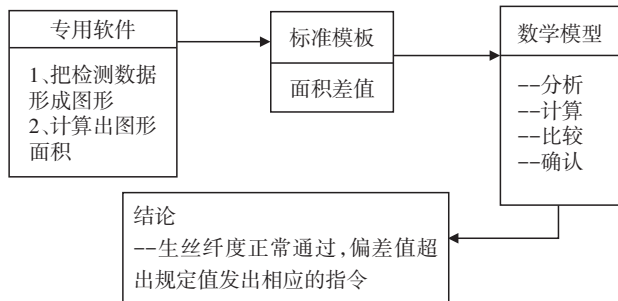 专用软件
1、把检测数据
形成图形
2、计算出图形
面积
标准模板
面积差值
数学模型
--分析
--计算
--比较
--确认
结论
--生丝纤度正常通过,偏差值超
出规定值发出相应的指令